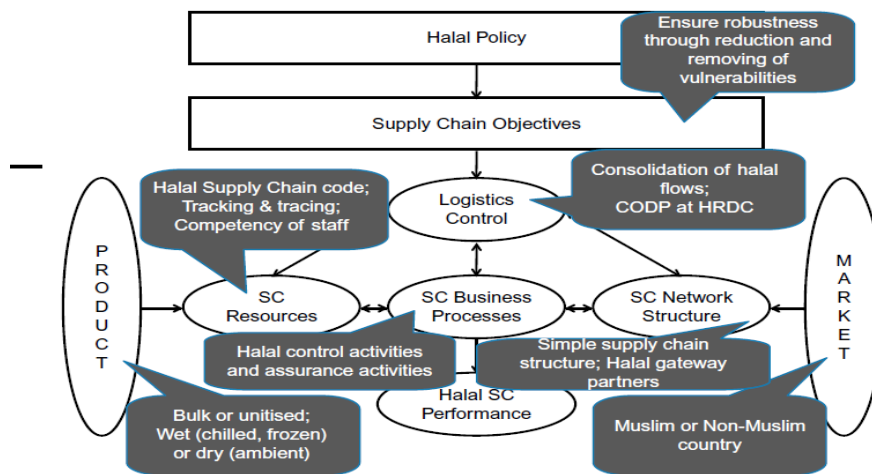 Halal Policy
Ensure robustness
through reduction and
removing of
vulnerabilities
Supply Chain Objectives
Halal Supply Chain code;
Tracking & tracing;
Competency of staff
Logistics
Control
Consolidation of halal
flows;
CODP at HRDC
PRODUCT
SC
Resources
SC Business
Processes
SC Network
Structure
MARKET
Halal control activities
and assurance activities
Simple supply chain
structure; Halal gateway
partners
Halal SC
Performance
Bulk or unitised;
Wet (chilled, frozen)
or dry (ambient)
Muslim or Non-Muslim
country